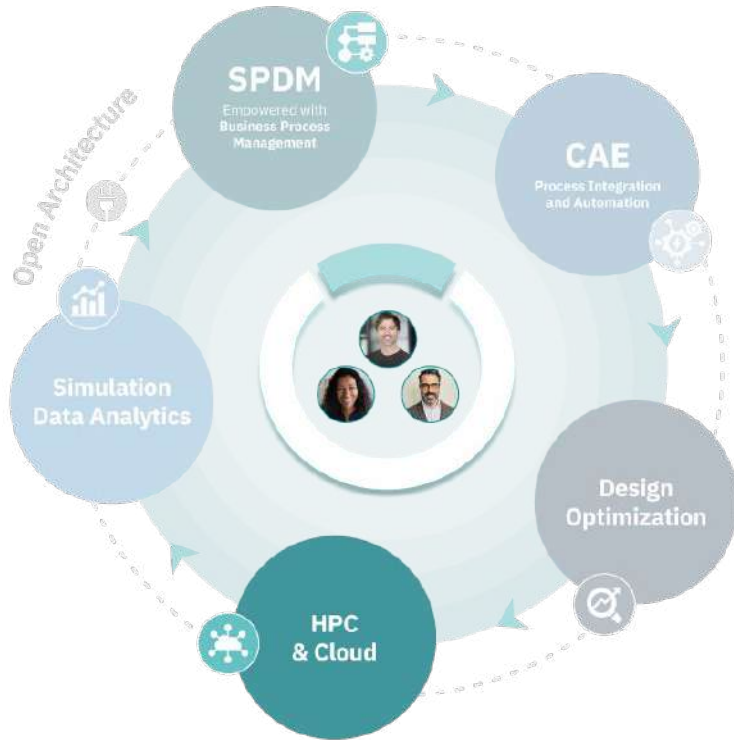 SPDM
Empowered with
Business Process
Management
CAE
Process Integration
and Automation
Open Architecture
Simulation
Data Analytics
Design
Optimization
HPC
& Cloud